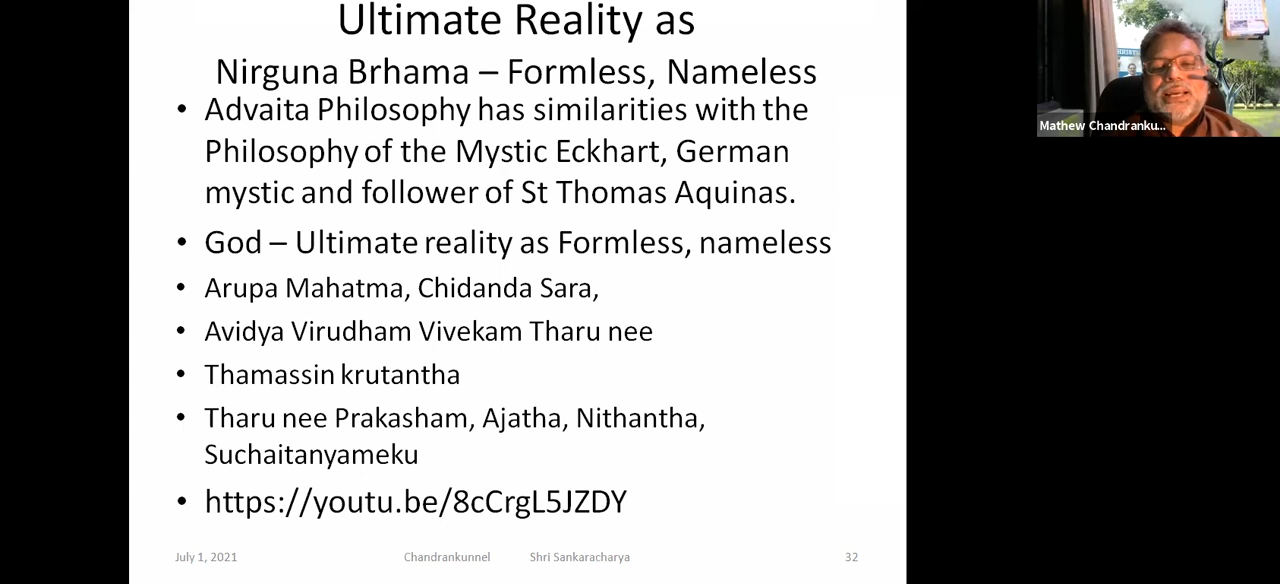 Ultimate Reality as
Nirguna Brhama – Formless, Nameless
• Advaita Philosophy has similarities with the
Philosophy of the Mystic Eckhart, German
mystic and follower of St Thomas Aquinas.
• God – Ultimate reality as Formless, nameless
• Arupa Mahatma, Chidanda Sara,
• Avidya Virudham Vivekam Tharu nee
• Thamassin krutantha
• Tharu nee Prakasham, Ajatha, Nithantha,
Suchaitanyameku
• https://youtu.be/8cCrgL5JZDY
July 1, 2021 Chandrankunnel Shri Sankaracharya 32
Mathew Chandranku...